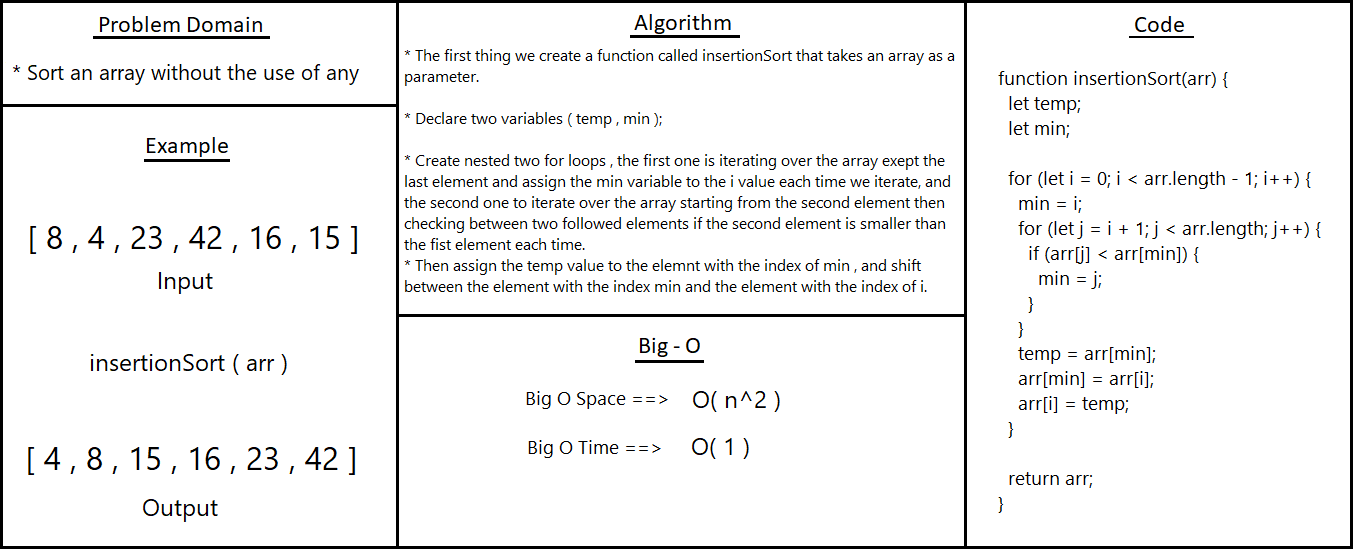 Problem Domain
* Sort an array without the use of any
Example
[ 8 , 4 , 23 , 42 , 16 , 15 ]
Input
insertionSort ( arr )
[ 4 , 8 , 15 , 16 , 23 , 42 ]
Output
Algorithm
* The first thing we create a function called insertionSort that takes an array as a
parameter.
* Declare two variables ( temp , min );
* Create nested two for loops , the first one is iterating over the array exept the
last element and assign the min variable to the i value each time we iterate, and
the second one to iterate over the array starting from the second element then
checking between two followed elements if the second element is smaller than
the fist element each time.
* Then assign the temp value to the elemnt with the index of min , and shift
between the element with the index min and the element with the index of i.
Big - O
Big O Space ==> O( n^2 )
Big O Time ==> O( 1 )
Code
function insertionSort(arr) {
let temp;
let min;
for (let i = 0; i < arr.length - 1; i++) {
min = i;
for (let j = i + 1; j < arr.length; j++) {
if (arr[j] < arr[min]) {
min = j;
}
}
temp = arr[min];
arr[min] = arr[i];
arr[i] = temp;
}
return arr;
}